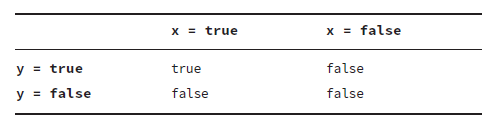 x = true x = false
y = true true false
y = false false false